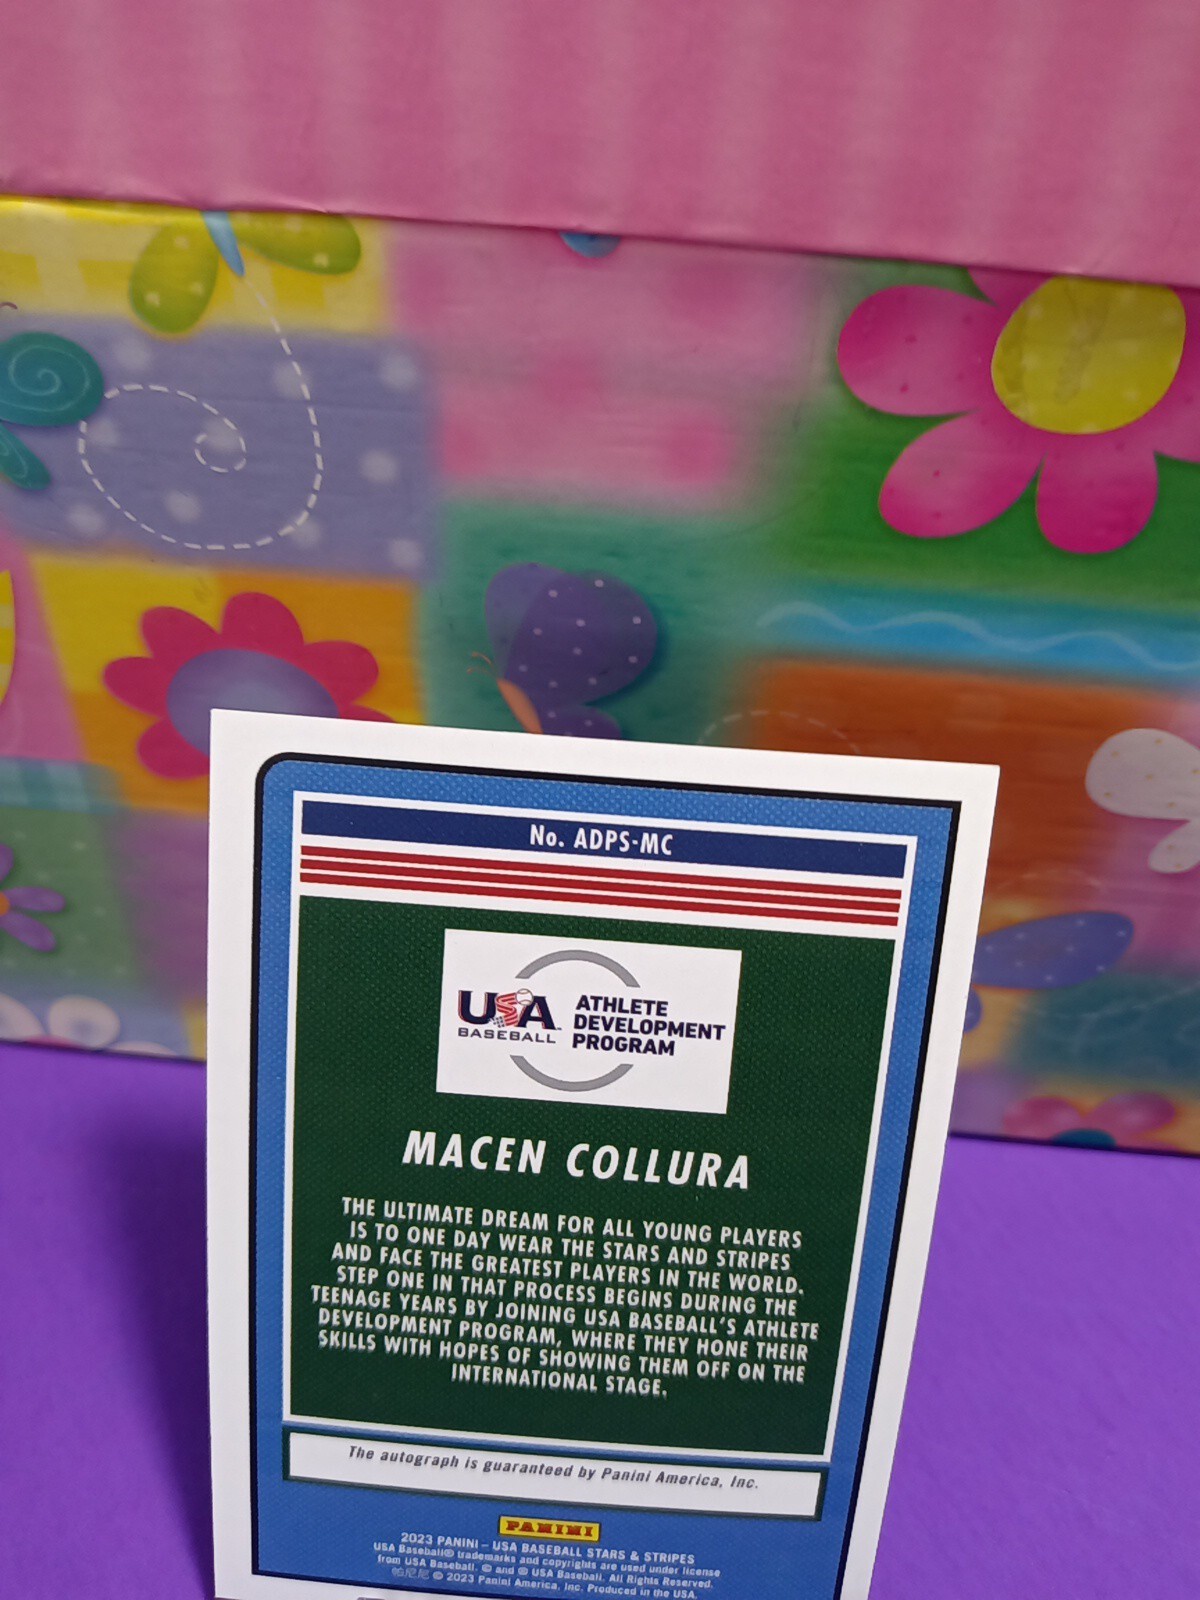 No. ADPS-MC
USA
BASEBALL
ATHLETE
DEVELOPMENT
PROGRAM
MACEN COLLURA
THE ULTIMATE DREAM FOR ALL YOUNG PLAYERS
IS TO ONE DAY WEAR THE STARS AND STRIPES
AND FACE THE GREATEST PLAYERS IN THE WORLD.
STEP ONE IN THAT PROCESS BEGINS DURING THE
TEENAGE YEARS BY JOINING USA BASEBALL'S ATHLETE
DEVELOPMENT PROGRAM, WHERE THEY HONE THEIR
SKILLS WITH HOPES OF SHOWING THEM OFF ON THE
INTERNATIONAL STAGE.
The autograph is guaranteed by Panini America, Inc.
PANINI
2023 PANINI – USA BASEBALL STARS & STRIPES
USA Baseball® trademarks and copyrights are used under license
from USA Baseball. © and ® USA Baseball. All Rights Reserved.
帕尼尼 © 2023 Panini America, Inc. Produced in the USA.